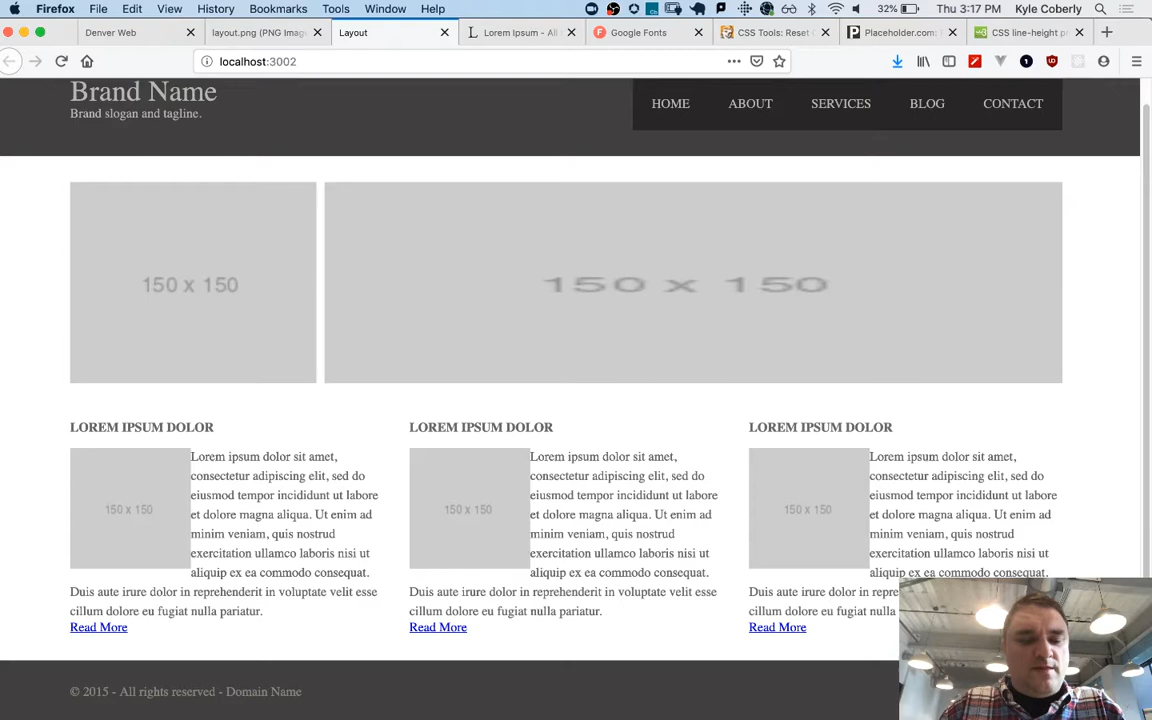 Firefox File Edit View History Bookmarks Tools Window Help 32% Thu 3:17 PM Kyle Coberly
Denver Web layout.png (PNG Imag Layout Lorem Ipsum - All Google Fonts CSS Tools: Reset C Placeholder.com: CSS line-height p
localhost:3002
Brand Name
Brand slogan and tagline.
HOME ABOUT SERVICES BLOG CONTACT
150 x 150 150 x 150
LOREM IPSUM DOLOR LOREM IPSUM DOLOR LOREM IPSUM DOLOR
150 x 150
Lorem ipsum dolor sit amet,
consectetur adipiscing elit, sed do
eiusmod tempor incididunt ut labore
et dolore magna aliqua. Ut enim ad
minim veniam, quis nostrud
exercitation ullamco laboris nisi ut
aliquip ex ea commodo consequat.
Duis aute irure dolor in reprehenderit in voluptate velit esse
cillum dolore eu fugiat nulla pariatur.
Read More
150 x 150
Lorem ipsum dolor sit amet,
consectetur adipiscing elit, sed do
eiusmod tempor incididunt ut labore
et dolore magna aliqua. Ut enim ad
minim veniam, quis nostrud
exercitation ullamco laboris nisi ut
aliquip ex ea commodo consequat.
Duis aute irure dolor in reprehenderit in voluptate velit esse
cillum dolore eu fugiat nulla pariatur.
Read More
150 x 150
Lorem ipsum dolor sit amet,
consectetur adipiscing elit, sed do
eiusmod tempor incididunt ut labore
et dolore magna aliqua. Ut enim ad
minim veniam, quis nostrud
exercitation ullamco laboris nisi ut
aliquip ex ea commodo consequat.
Duis aute irure dolor in rep
cillum dolore eu fugiat nulla
Read More
© 2015 - All rights reserved - Domain Name